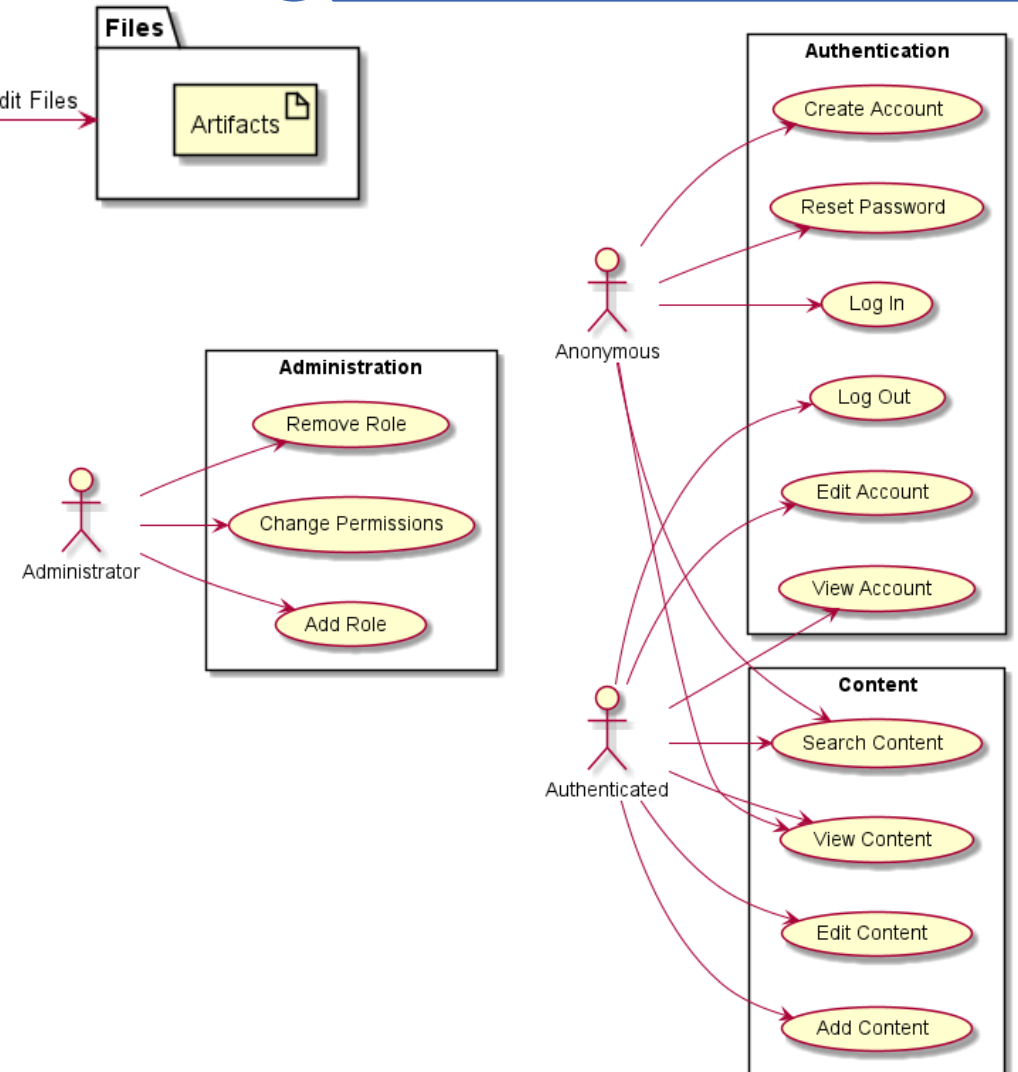 Files
dit Files
Artifacts
Authentication
Create Account
Reset Password
Log In
Anonymous
Log Out
Edit Account
View Account
Administration
Remove Role
Change Permissions
Add Role
Administrator
Authenticated
Content
Search Content
View Content
Edit Content
Add Content